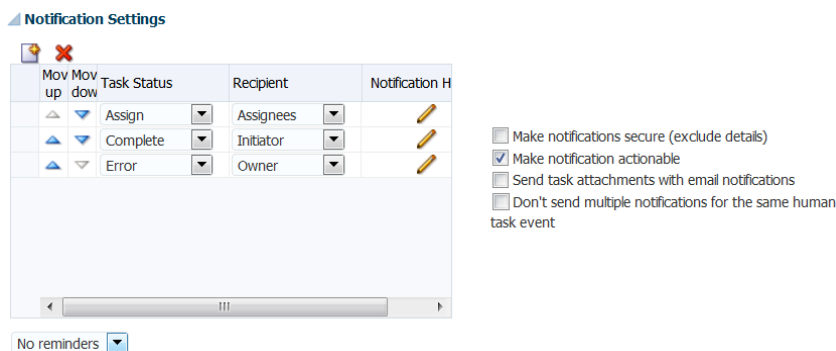 Notification Settings
Mov up Mov dow Task Status Recipient Notification H
Assign Assignees
Complete Initiator
Error Owner
Make notifications secure (exclude details)
Make notification actionable
Send task attachments with email notifications
Don't send multiple notifications for the same human
task event
No reminders